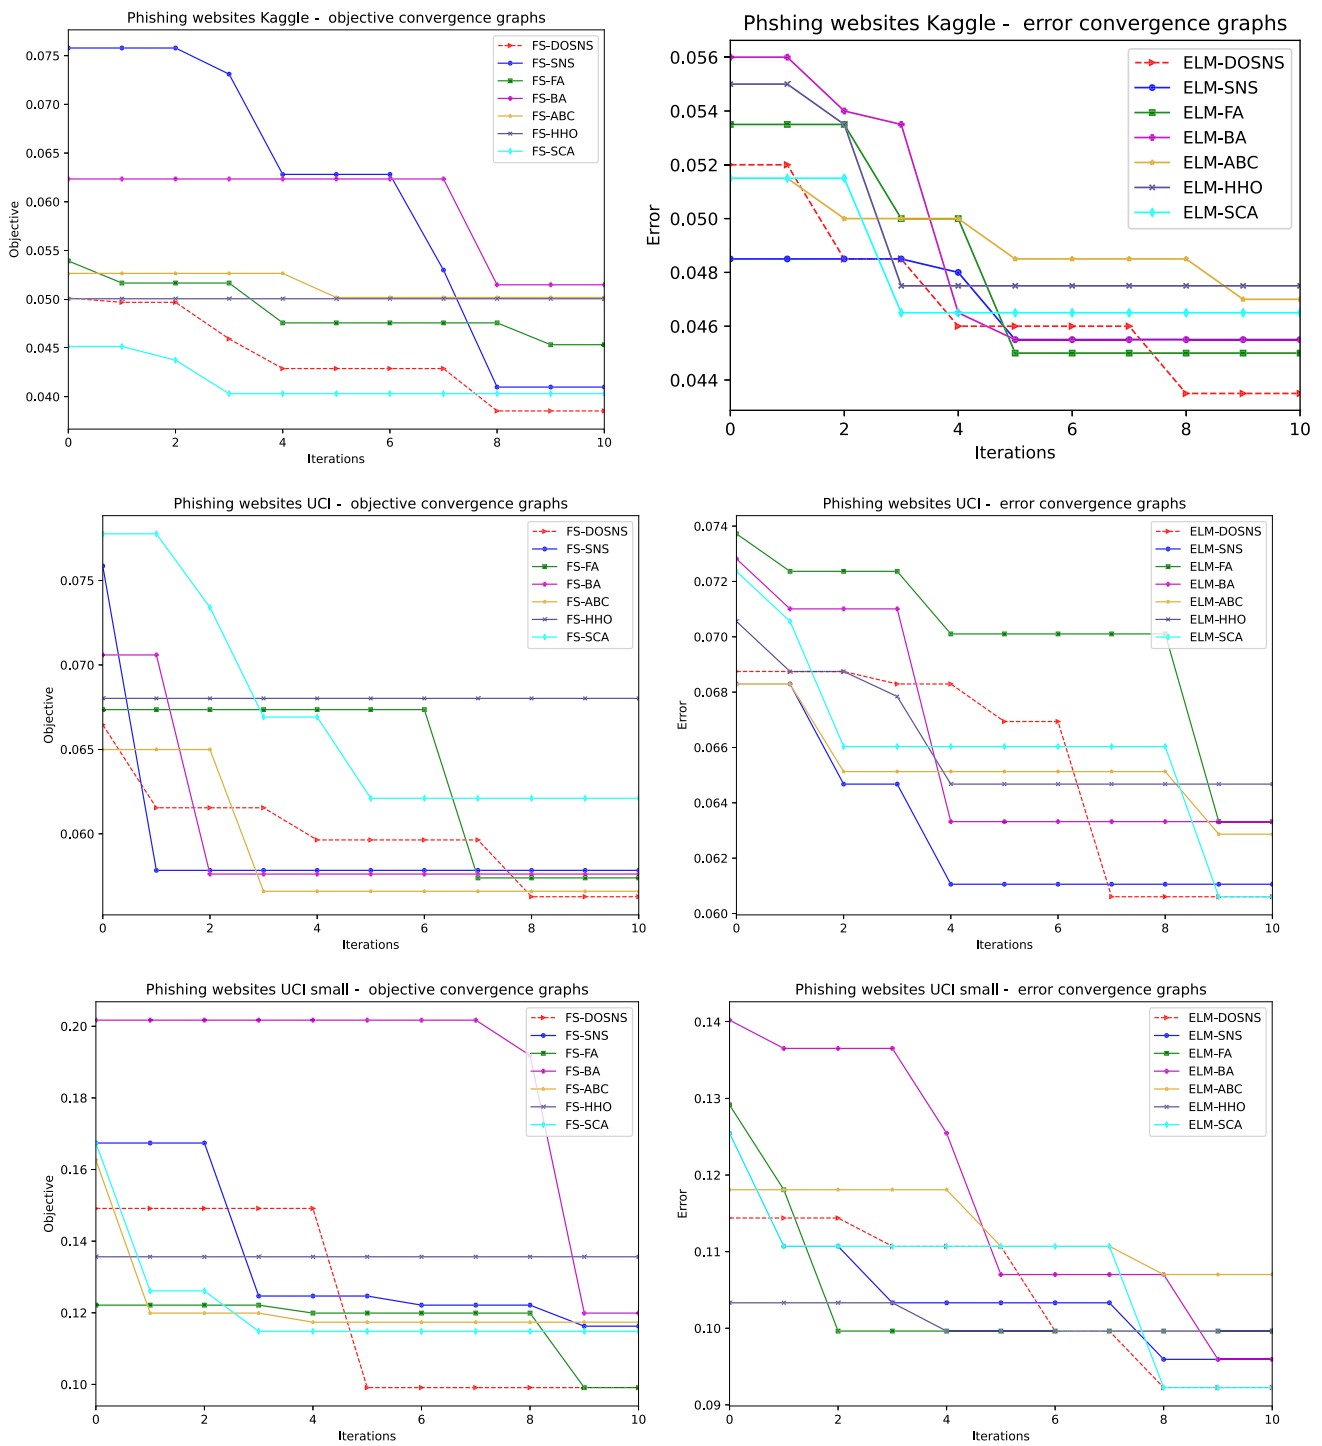 Phishing websites Kaggle - objective convergence graphs
0.075
0.070
0.065
0.060
0.055
0.050
0.045
0.040
Objective
FS-DOSNS
FS-SNS
FS-FA
FS-BA
FS-ABC
FS-HHO
FS-SCA
0 2 4 6 8 10
Iterations
Phshing websites Kaggle - error convergence graphs
0.056
0.054
0.052
0.050
0.048
0.046
0.044
Error
ELM-DOSNS
ELM-SNS
ELM-FA
ELM-BA
ELM-ABC
ELM-HHO
ELM-SCA
0 2 4 6 8 10
Iterations
Phishing websites UCI - objective convergence graphs
0.075
0.070
0.065
0.060
Objective
FS-DOSNS
FS-SNS
FS-FA
FS-BA
FS-ABC
FS-HHO
FS-SCA
0 2 4 6 8 10
Iterations
Phishing websites UCI - error convergence graphs
0.074
0.072
0.070
0.068
0.066
0.064
0.062
0.060
Error
ELM-DOSNS
ELM-SNS
ELM-FA
ELM-BA
ELM-ABC
ELM-HHO
ELM-SCA
0 2 4 6 8 10
Iterations
Phishing websites UCI small - objective convergence graphs
0.20
0.18
0.16
0.14
0.12
0.10
Objective
FS-DOSNS
FS-SNS
FS-FA
FS-BA
FS-ABC
FS-HHO
FS-SCA
0 2 4 6 8 10
Iterations
Phishing websites UCI small - error convergence graphs
0.14
0.13
0.12
0.11
0.10
0.09
Error
ELM-DOSNS
ELM-SNS
ELM-FA
ELM-BA
ELM-ABC
ELM-HHO
ELM-SCA
0 2 4 6 8 10
Iterations